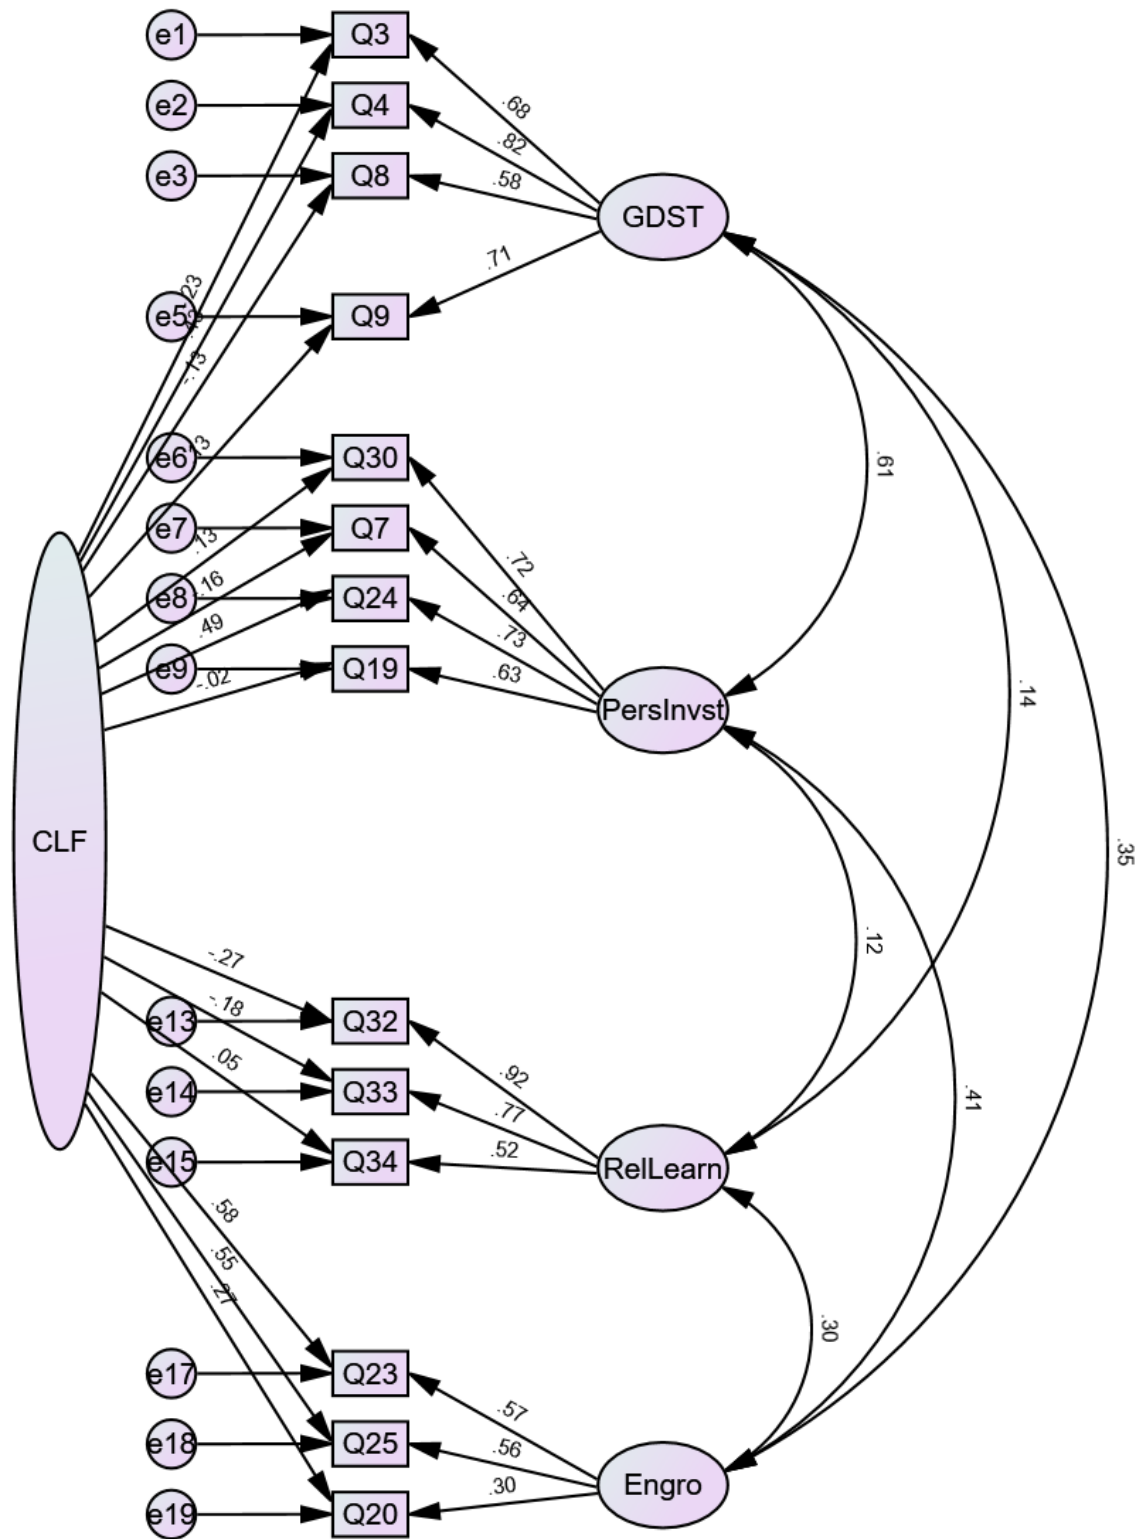 e1
Q3
e2
Q4
.68
.82
e3
Q8
.58
GDST
.71
e5
Q9
-.13
e6
Q30
.61
e7
Q7
.13
.72
e8
Q24
.16
.64
.49
.73
e9
Q19
-.02
.63
PersInvst
.14
CLF
.35
.12
-.27
-.18
e13
Q32
.05
.92
e14
Q33
.77
.41
e15
Q34
.52
RelLearn
.58
.55
.27
.30
e17
Q23
.57
e18
Q25
.56
.30
Engro
e19
Q20